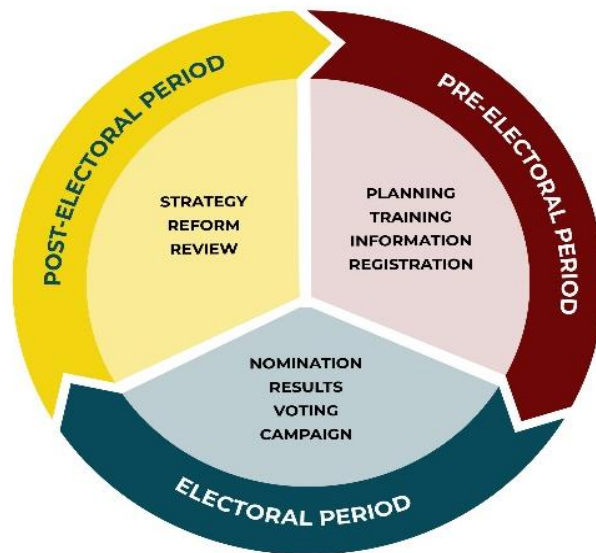 POST-ELECTORAL PERIOD
STRATEGY
REFORM
REVIEW
PRE-ELECTORAL PERIOD
PLANNING
TRAINING
INFORMATION
REGISTRATION
NOMINATION
RESULTS
VOTING
CAMPAIGN
ELECTORAL PERIOD